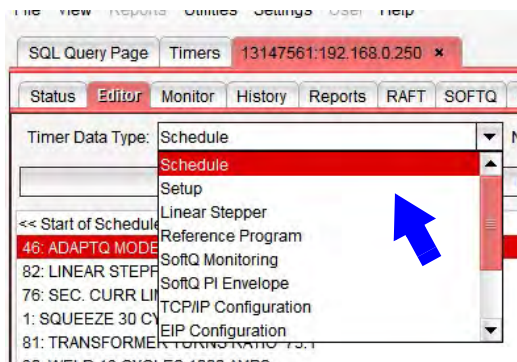 File View Reports Utilities Settings User Help
SQL Query Page Timers 13147561:192.168.0.250 ×
Status Editor Monitor History Reports RAFT SOFTQ
Timer Data Type: Schedule
Schedule
Setup
<< Start of Schedule
Linear Stepper
46: ADAPTQ MODE
Reference Program
82: LINEAR STEPP
SoftQ Monitoring
76: SEC. CURR LI
SoftQ PI Envelope
1: SQUEEZE 30 CY
TCP/IP Configuration
81: TRANSFORMER TURNS RATIO
EIP Configuration